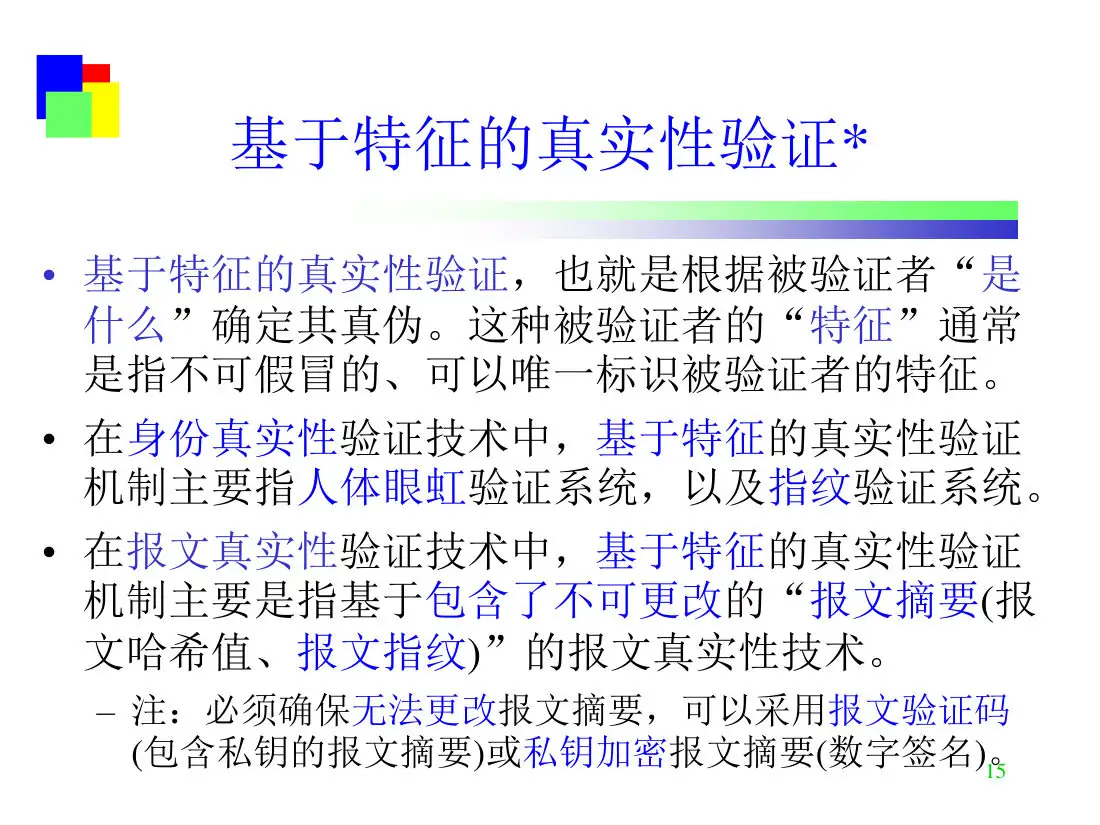 基于特征的真实性验证*
• 基于特征的真实性验证，也就是根据被验证者“是
什么”确定其真伪。这种被验证者的“特征”通常
是指不可假冒的、可以唯一标识被验证者的特征。
• 在身份真实性验证技术中，基于特征的真实性验证
机制主要指人体眼虹验证系统，以及指纹验证系统。
• 在报文真实性验证技术中，基于特征的真实性验证
机制主要是指基于包含了不可更改的“报文摘要(报
文哈希值、报文指纹)”的报文真实性技术。
– 注：必须确保无法更改报文摘要，可以采用报文验证码
(包含私钥的报文摘要)或私钥加密报文摘要(数字签名)。
15